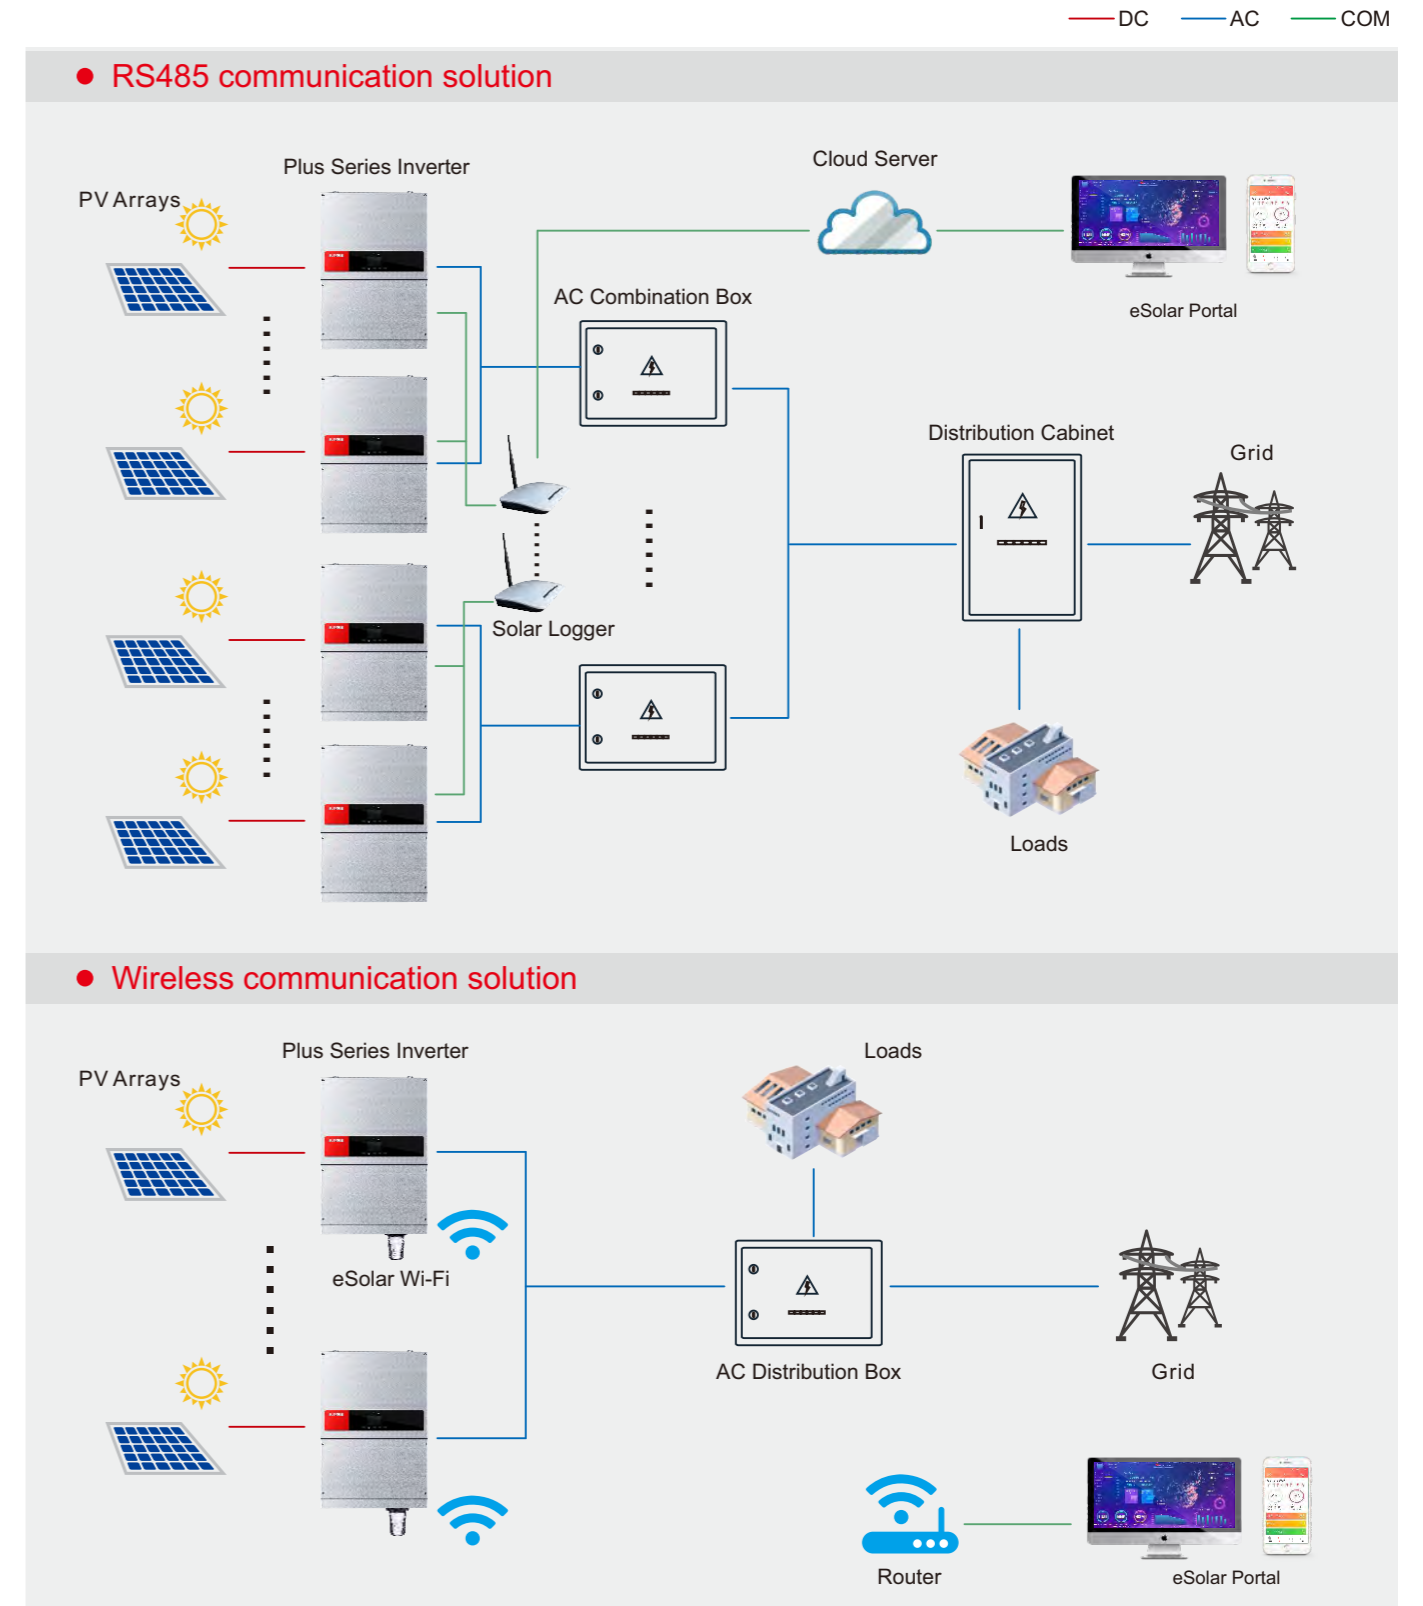 DC AC COM
RS485 communication solution
Cloud Server
Plus Series Inverter
PV Arrays
AC Combination Box
eSolar Portal
Distribution Cabinet
Grid
Solar Logger
Loads
Wireless communication solution
Plus Series Inverter
Loads
PV Arrays
eSolar Wi-Fi
AC Distribution Box
Grid
Router
eSolar Portal